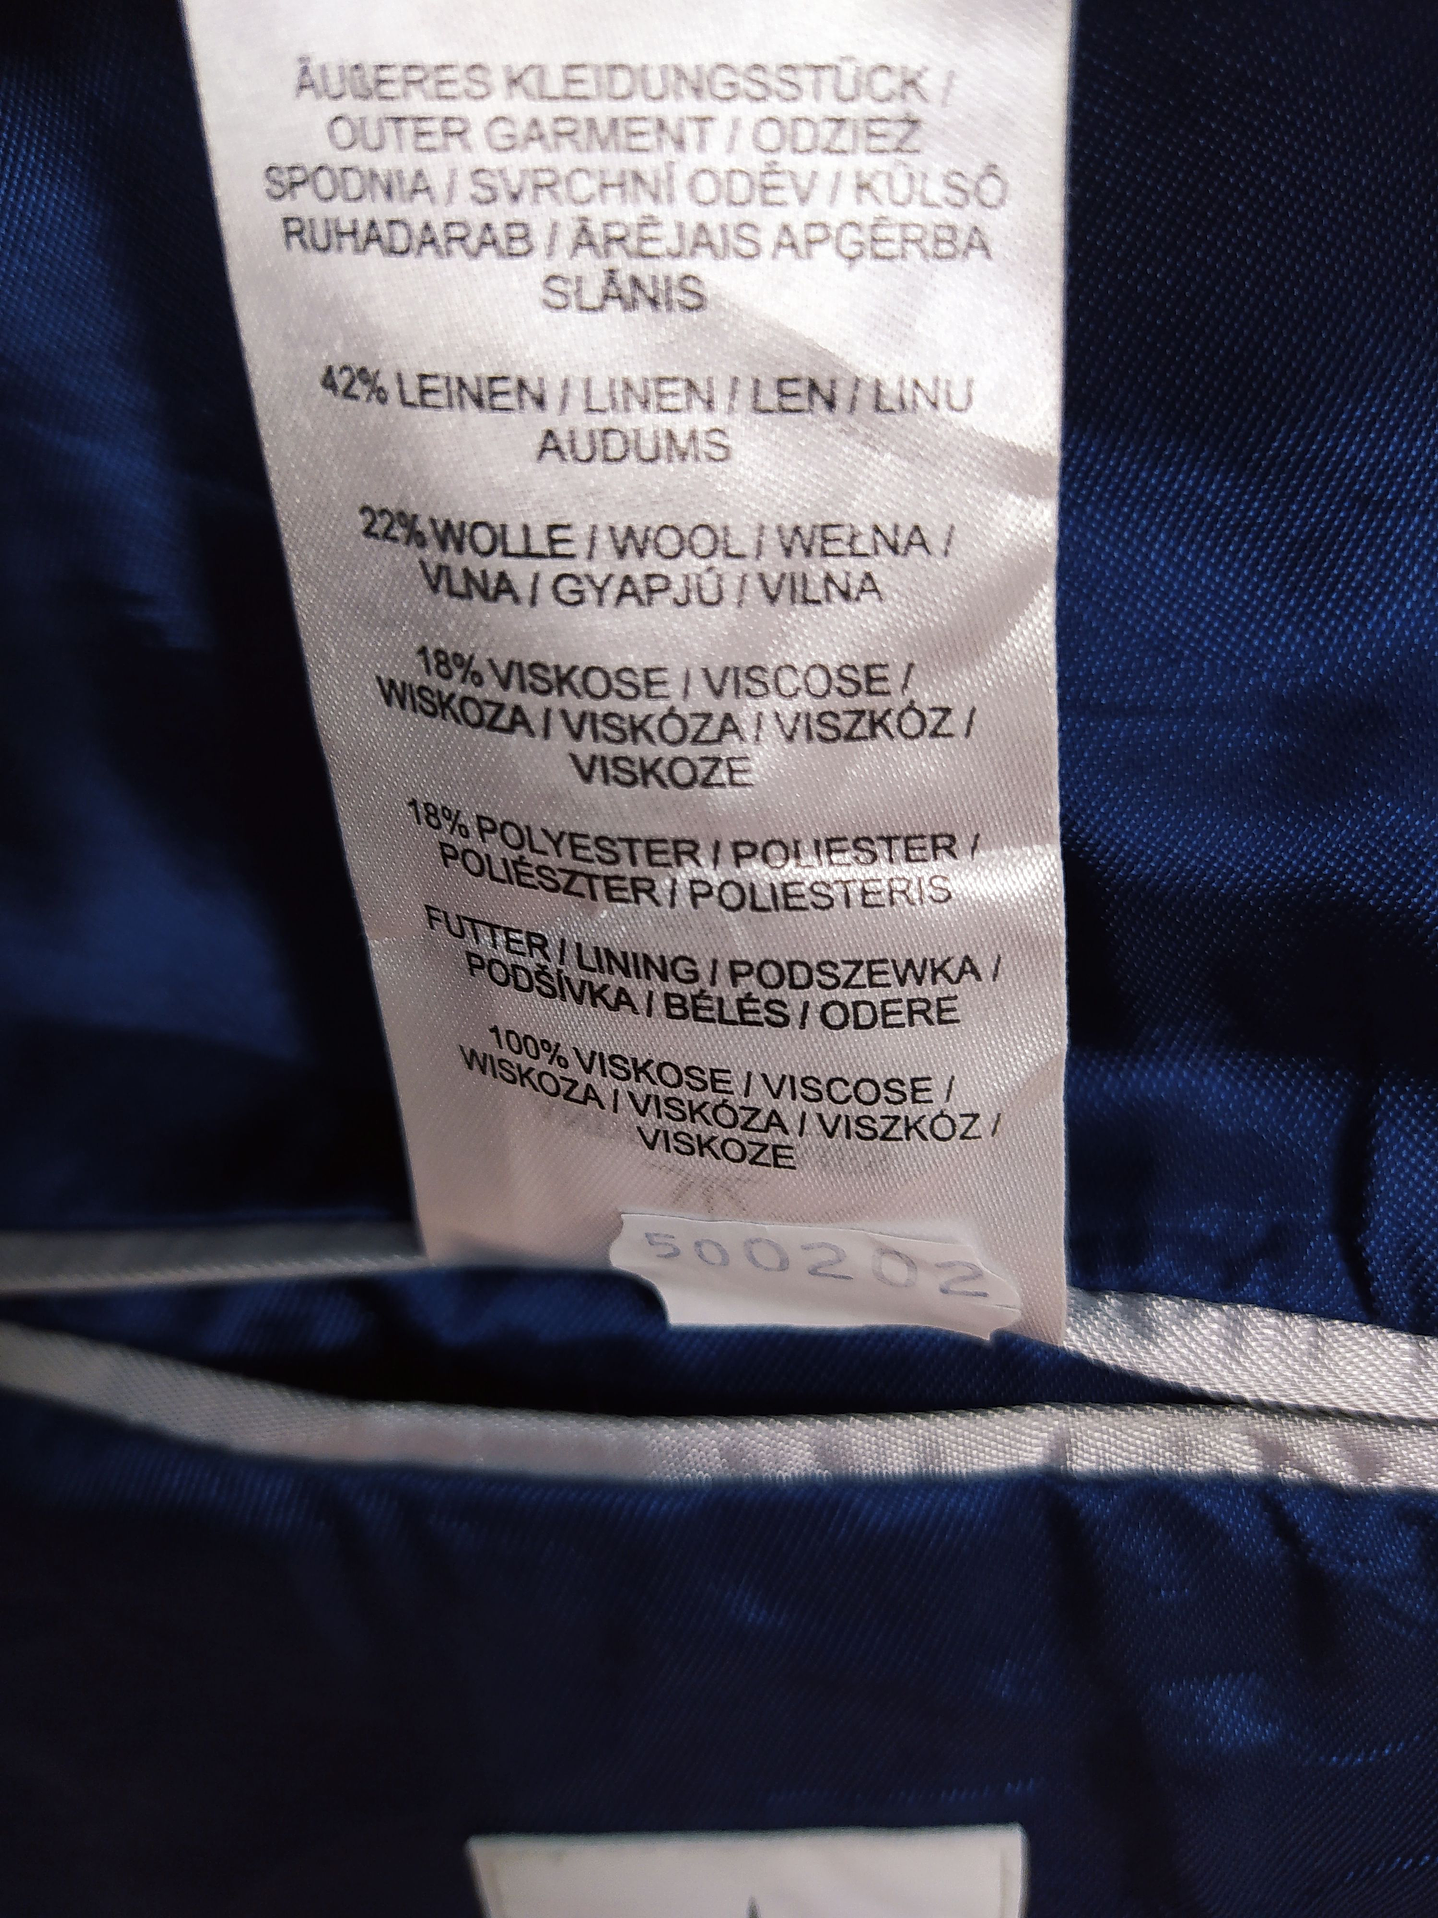 ÄUßERES KLEIDUNGSSTÜCK /
OUTER GARMENT / ODZIEŻ
SPODNIA / SVRCHNÍ ODĚV / KÜLSŐ
RUHADARAB / ĀRĒJAIS APĢĒRBA
SLĀNIS
42% LEINEN / LINEN / LEN / LINU
AUDUMS
22% WOLLE / WOOL / WEŁNA /
VLNA / GYAPJÚ / VILNA
18% VISKOSE / VISCOSE /
WISKOZA / VISKÓZA / VISZKÓZ /
VISKOZE
18% POLYESTER / POLIESTER /
POLIÉSZTER / POLIESTERIS
FUTTER / LINING / PODSZEWKA /
PODŠÍVKA / BÉLÉS / ODERE
100% VISKOSE / VISCOSE /
WISKOZA / VISKÓZA / VISZKÓZ /
VISKOZE
500202